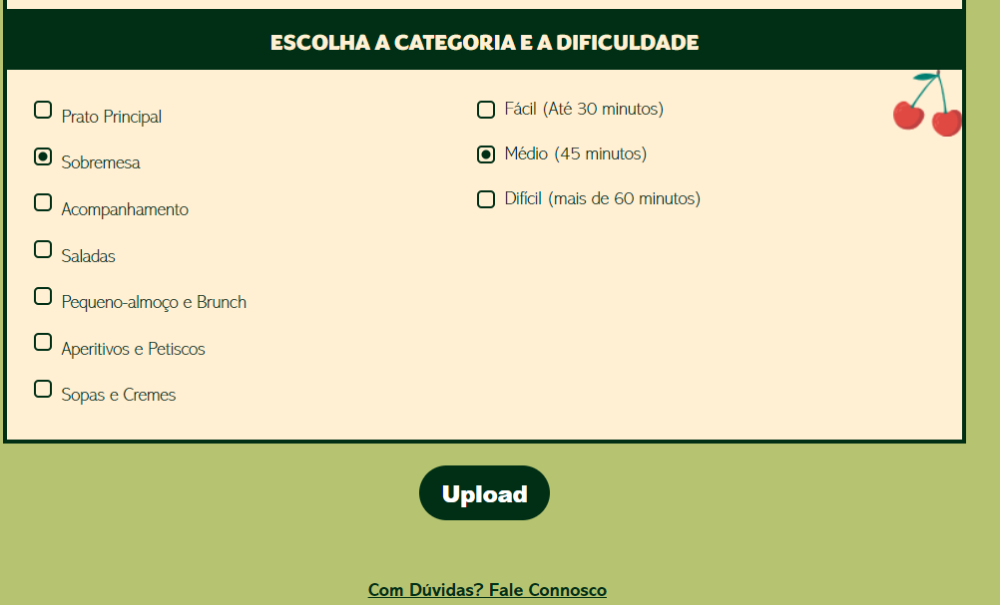 ESCOLHA A CATEGORIA E A DIFICULDADE
Prato Principal
Sobremesa
Acompanhamento
Saladas
Pequeno-almoço e Brunch
Aperitivos e Petiscos
Sopas e Cremes
Fácil (Até 30 minutos)
Médio (45 minutos)
Difícil (mais de 60 minutos)
Upload
Com Dúvidas? Fale Connosco